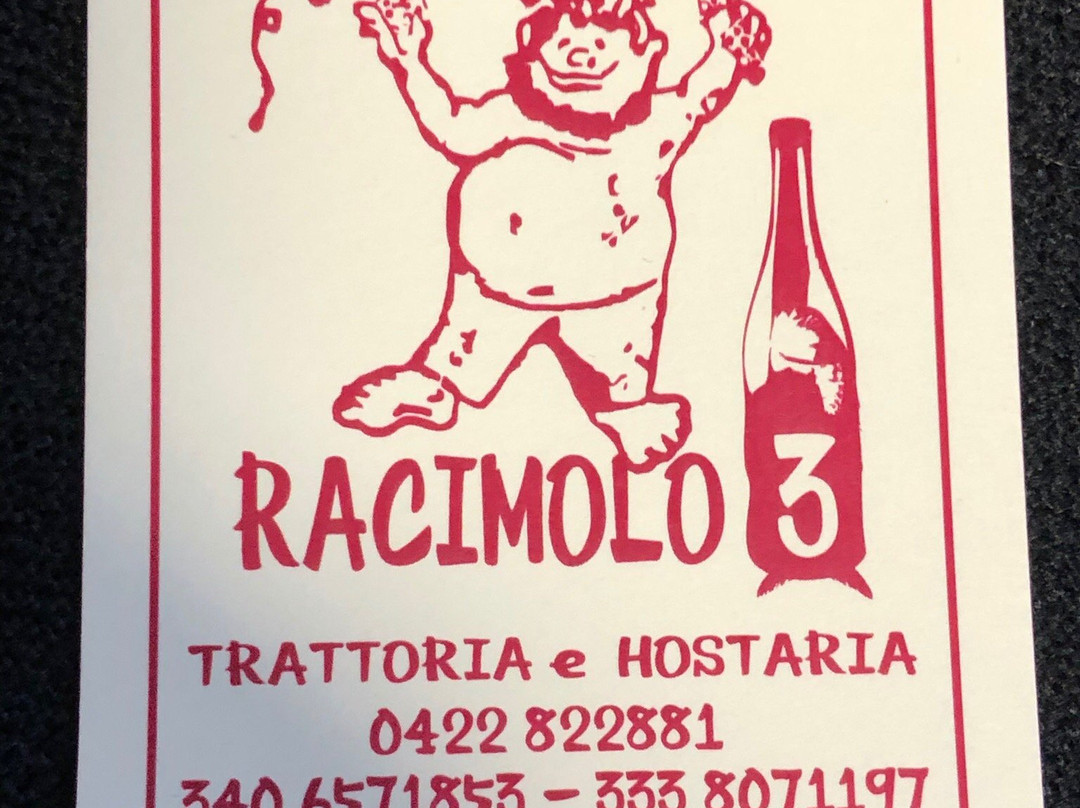 RACIMOLO 3
TRATTORIA e HOSTARIA
0422 822881
340 6571853 - 333 8071197